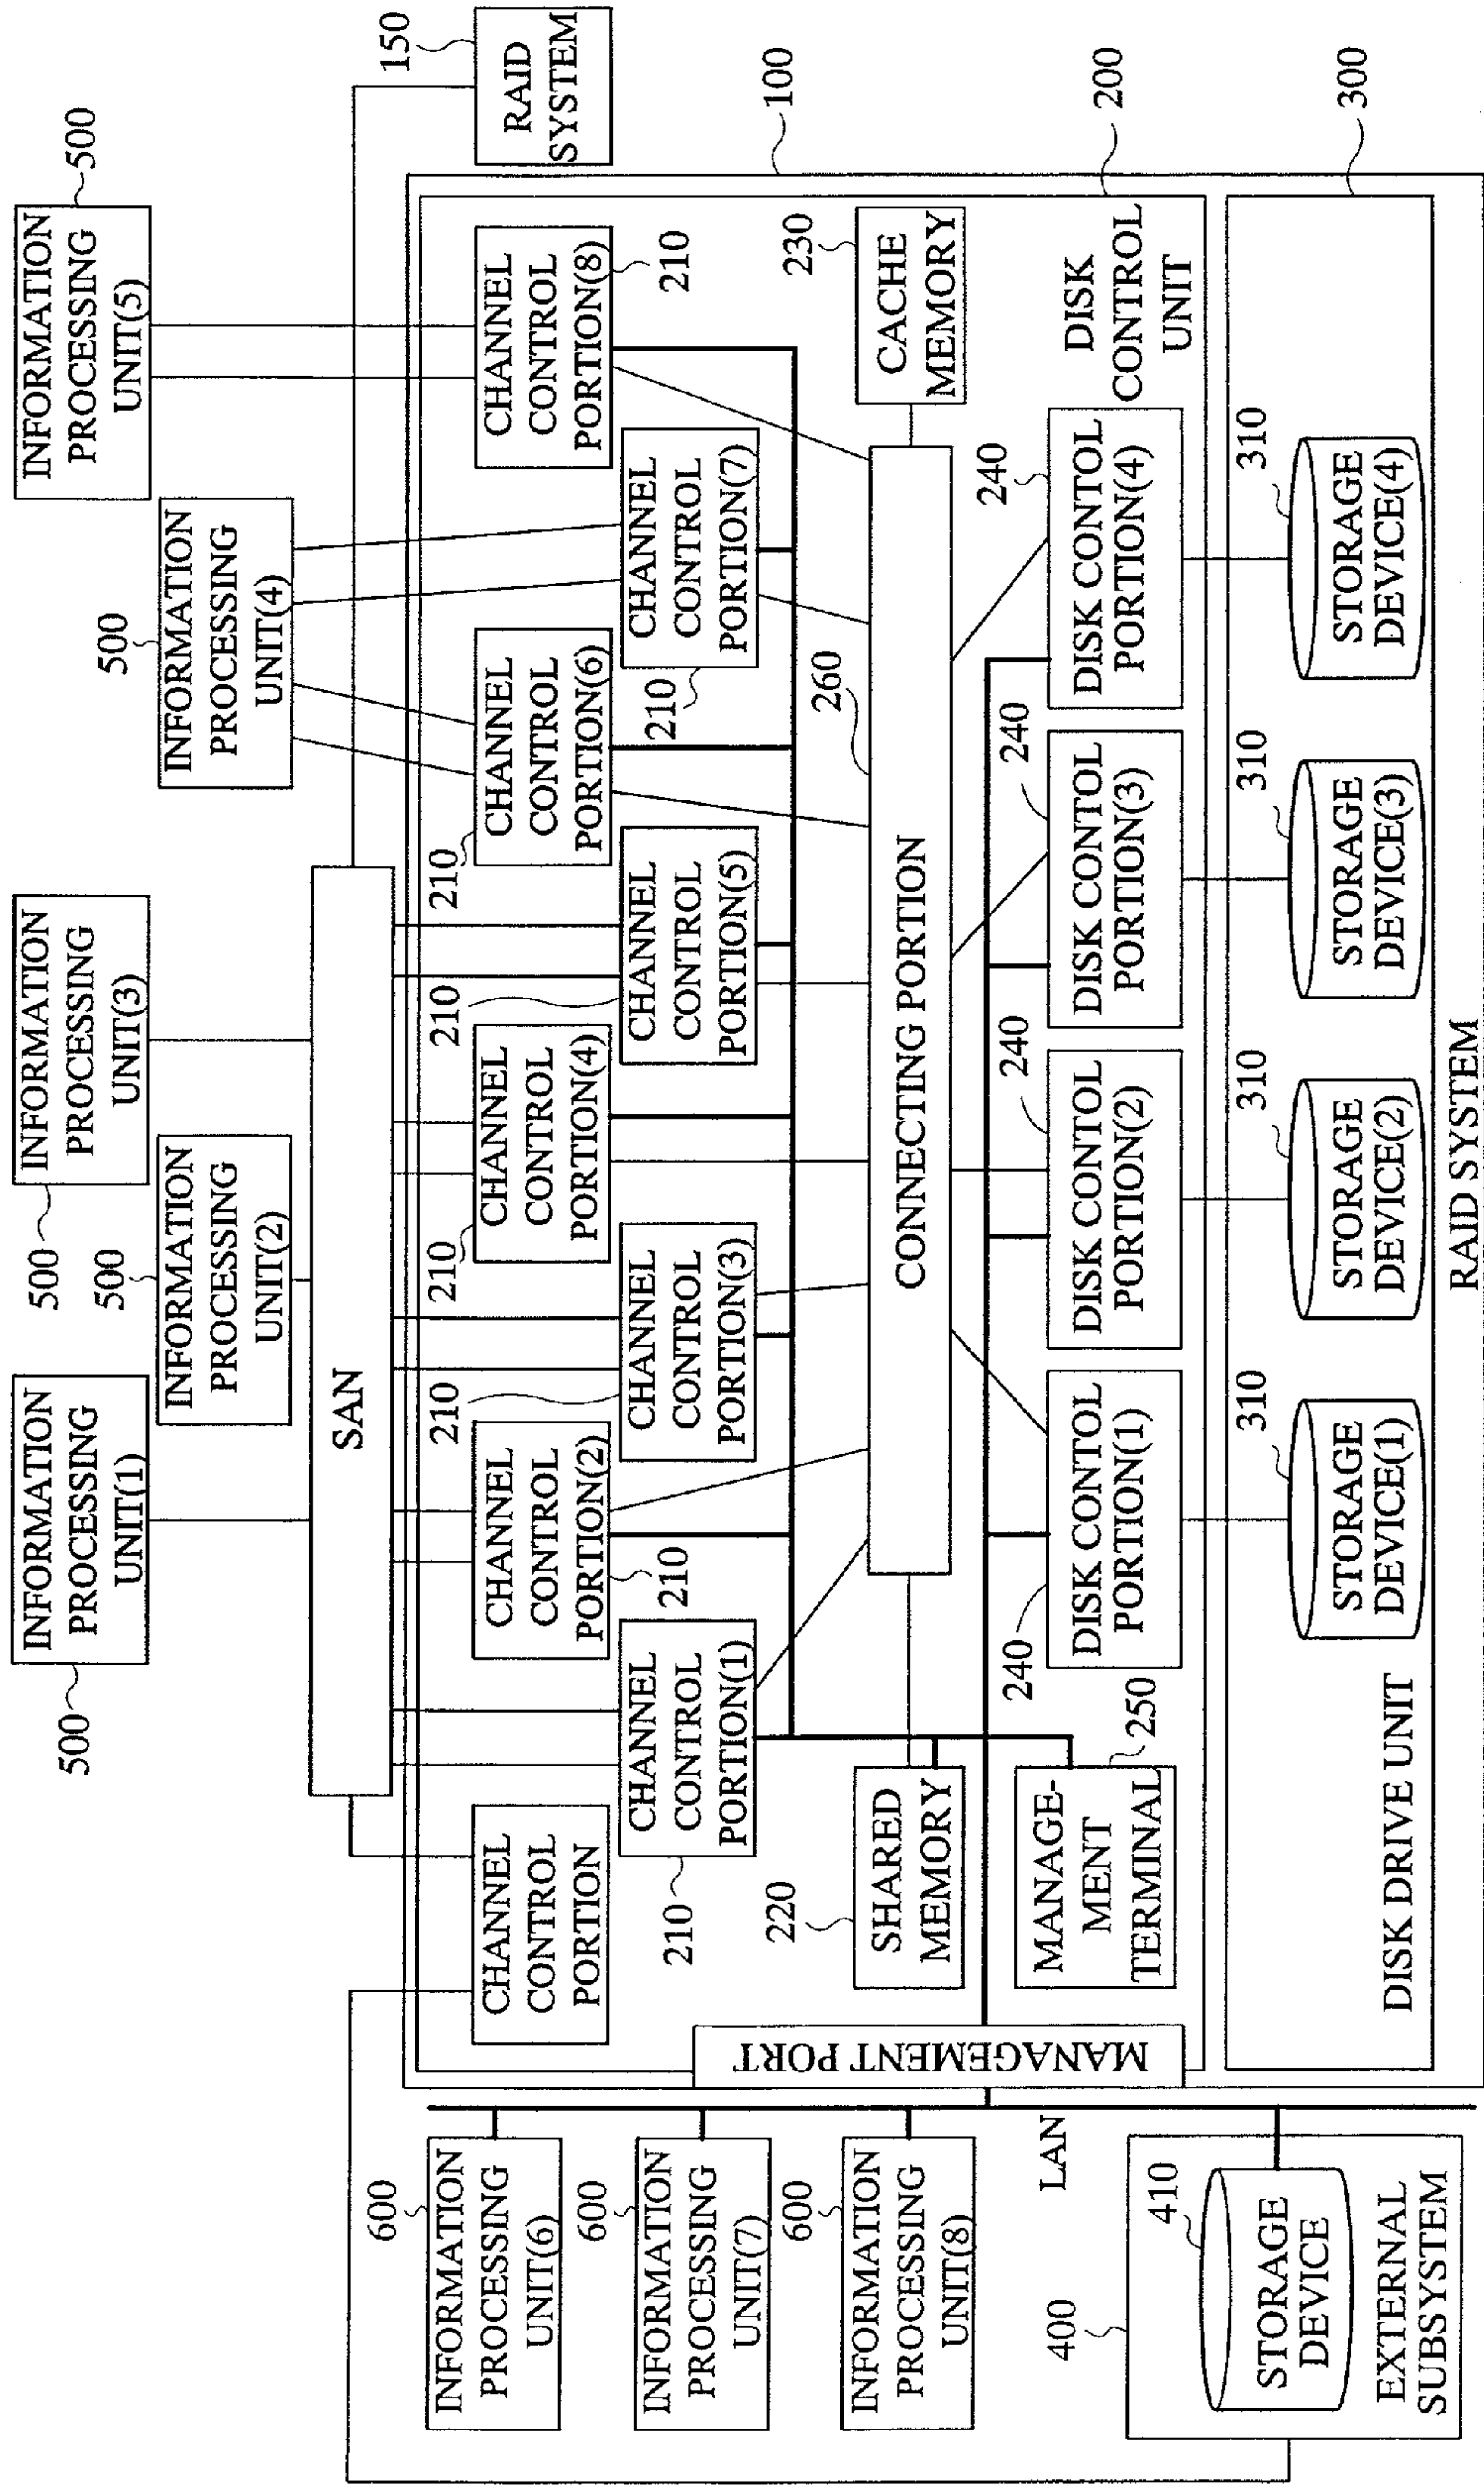 INFORMATION
PROCESSING
UNIT(1)
500
INFORMATION
PROCESSING
UNIT(2)
500
INFORMATION
PROCESSING
UNIT(3)
500
INFORMATION
PROCESSING
UNIT(4)
500
INFORMATION
PROCESSING
UNIT(5)
500
SAN
RAID
SYSTEM
150
CHANNEL
CONTROL
PORTION
CHANNEL
CONTROL
PORTION(1)
210
CHANNEL
CONTROL
PORTION(2)
210
CHANNEL
CONTROL
PORTION(3)
210
CHANNEL
CONTROL
PORTION(4)
210
CHANNEL
CONTROL
PORTION(5)
210
CHANNEL
CONTROL
PORTION(6)
210
CHANNEL
CONTROL
PORTION(7)
210
CHANNEL
CONTROL
PORTION(8)
210
100
SHARED
MEMORY
220
CONNECTING PORTION
260
CACHE
MEMORY
230
MANAGE-
MENT
TERMINAL
250
DISK CONTOL
PORTION(1)
240
DISK CONTOL
PORTION(2)
240
DISK CONTOL
PORTION(3)
240
DISK CONTOL
PORTION(4)
240
DISK
CONTROL
UNIT
200
MANAGEMENT PORT
STORAGE
DEVICE(1)
310
STORAGE
DEVICE(2)
310
STORAGE
DEVICE(3)
310
STORAGE
DEVICE(4)
310
300
DISK DRIVE UNIT
RAID SYSTEM
INFORMATION
PROCESSING
UNIT(6)
600
INFORMATION
PROCESSING
UNIT(7)
600
INFORMATION
PROCESSING
UNIT(8)
600
LAN
400
410
STORAGE
DEVICE
EXTERNAL
SUBSYSTEM